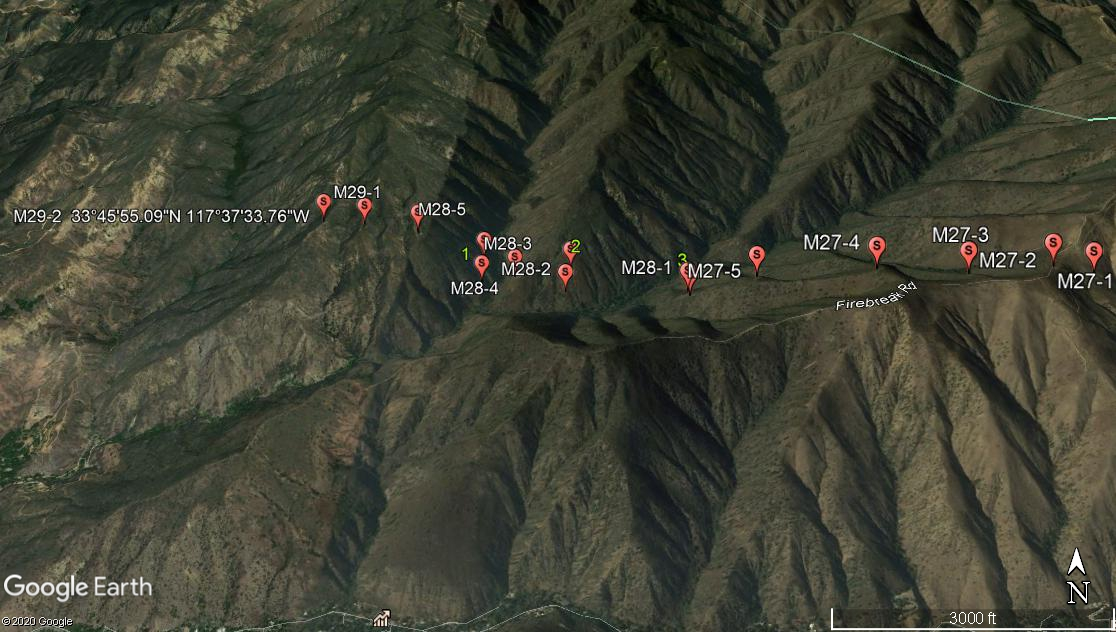 M29-1
M28-5
M29-2  33°45'55.09"N 117°37'33.76"W
M27-3
M27-4
1
M28-3
2
3
M27-2
M28-2
M28-1
M27-5
M27-1
M28-4
Firebreak Rd
S
S
S
S
S
S
S
S
S
S
S
S
Google Earth
N
3000 ft
©2020 Google